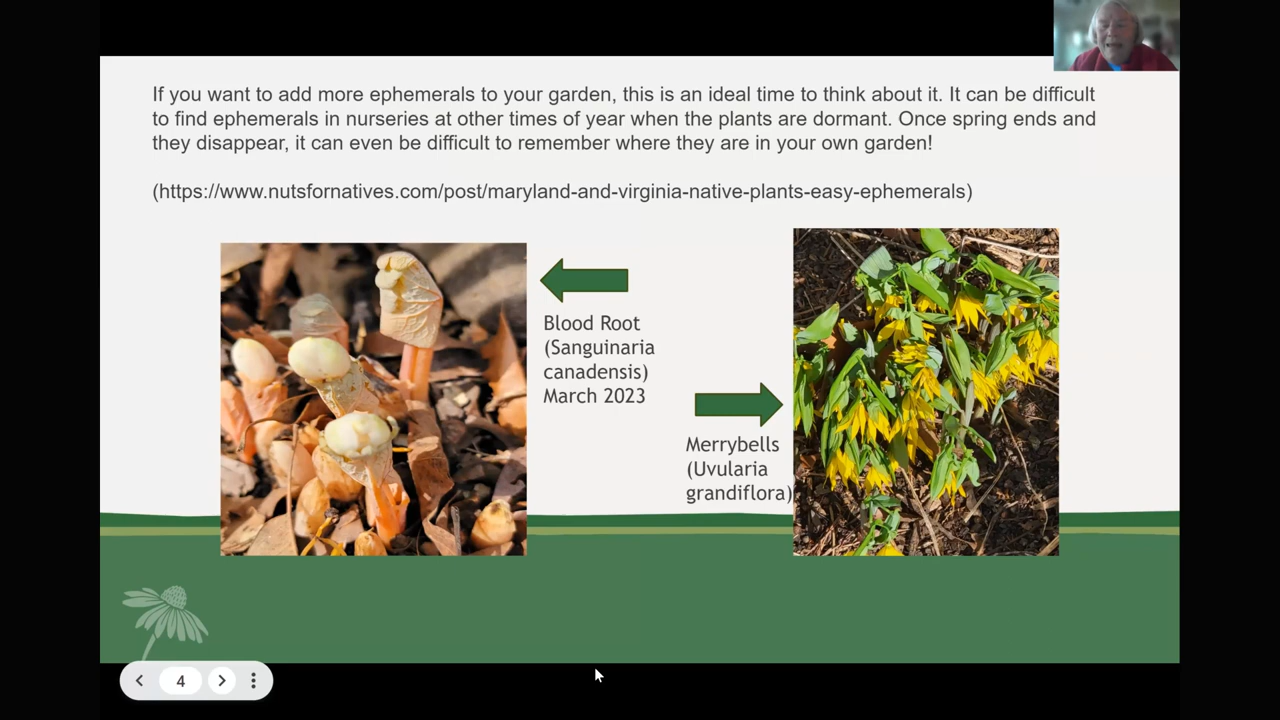 If you want to add more ephemerals to your garden, this is an ideal time to think about it. It can be difficult
to find ephemerals in nurseries at other times of year when the plants are dormant. Once spring ends and
they disappear, it can even be difficult to remember where they are in your own garden!
(https://www.nutsfornatives.com/post/maryland-and-virginia-native-plants-easy-ephemerals)
Blood Root
(Sanguinaria
canadensis)
March 2023
Merrybells
(Uvularia
grandiflora)
4